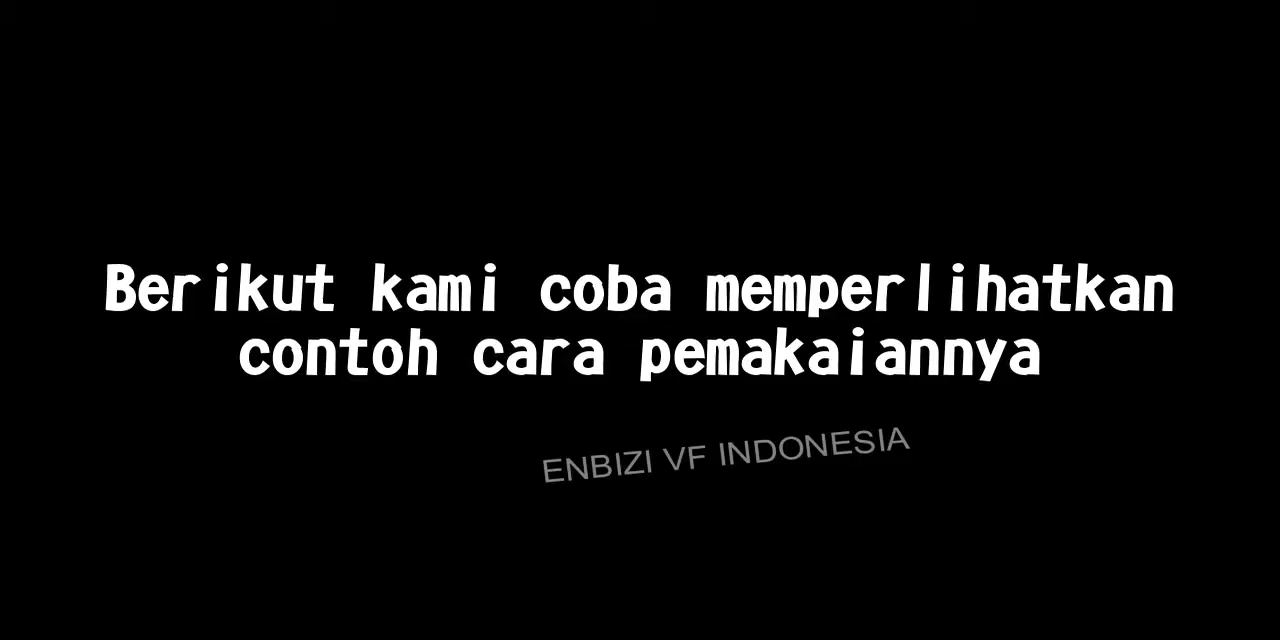 Berikut kami coba memperlihatkan
contoh cara pemakaiannya
ENBIZI VF INDONESIA